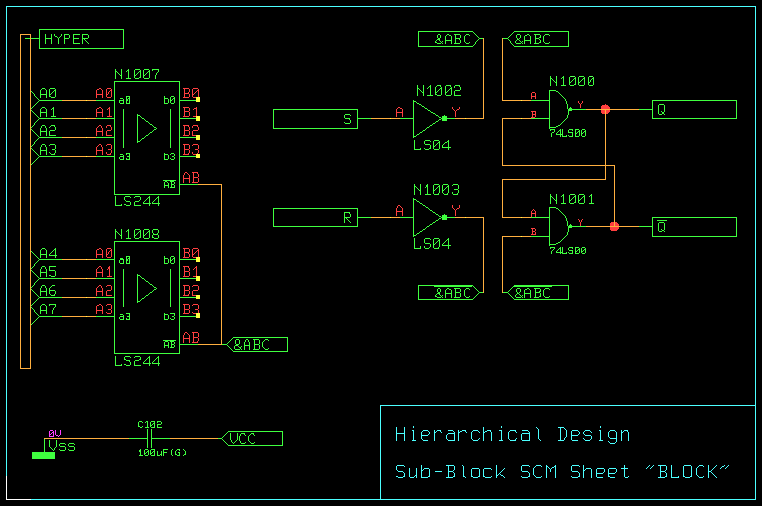 HYPER
N1007
A0 A0 a0 b0 B0
A1 A1 B1
A2 A2 B2
A3 A3 a3 b3 B3
AB AB
LS244
N1008
A4 A0 a0 b0 B0
A5 A1 B1
A6 A2 B2
A7 A3 a3 b3 B3
AB AB
LS244
&ABC
0V
Vss
C102
100uF(G)
VCC
&ABC
&ABC
N1002
S A Y
LS04
N1003
R A Y
LS04
&ABC
&ABC
N1000
A
B
Y
74LS00
Q
N1001
A
B
Y
74LS00
Q̅
Hierarchical Design
Sub-Block SCM Sheet "BLOCK"